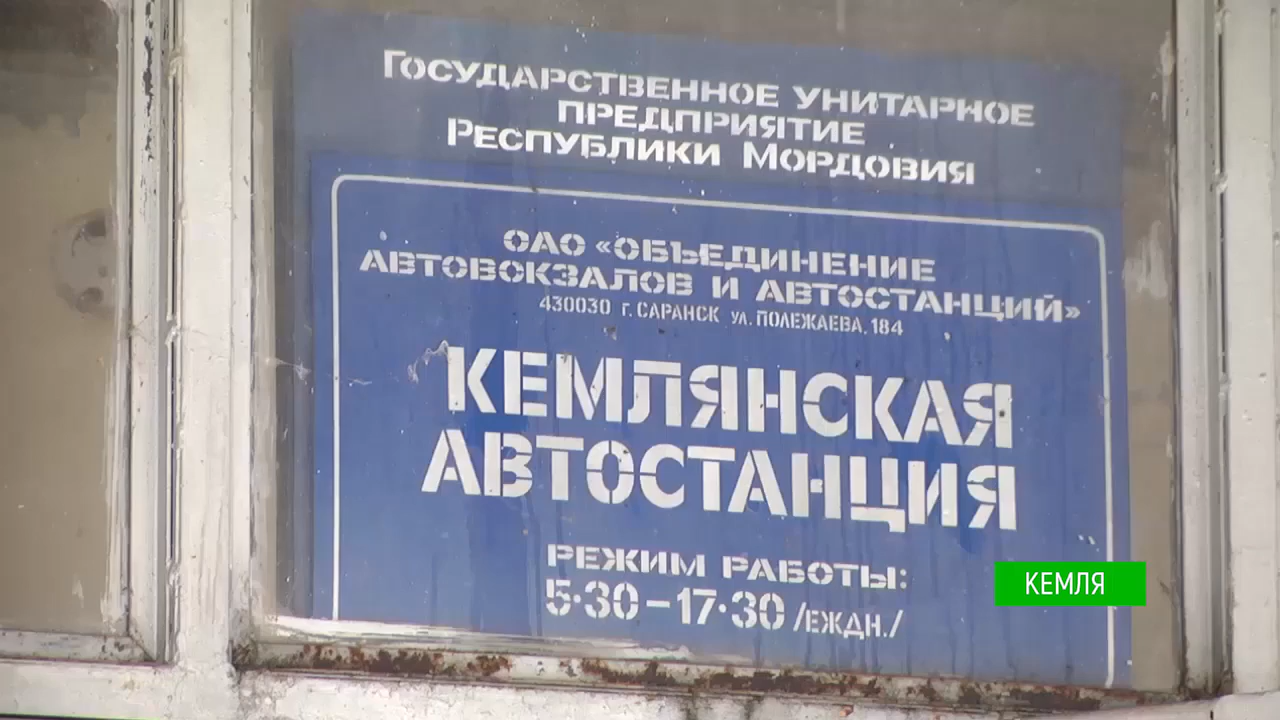 Государственное унитарное
предприятие
Республики Мордовия
ОАО «ОБЪЕДИНЕНИЕ
АВТОВОКЗАЛОВ И АВТОСТАНЦИЙ»
430030 Г. САРАНСК УЛ. ПОЛЕЖАЕВА, 184
КЕМЛЯНСКАЯ
АВТОСТАНЦИЯ
РЕЖИМ РАБОТЫ:
5·30–17·30 /ЕЖДН./
КЕМЛЯ